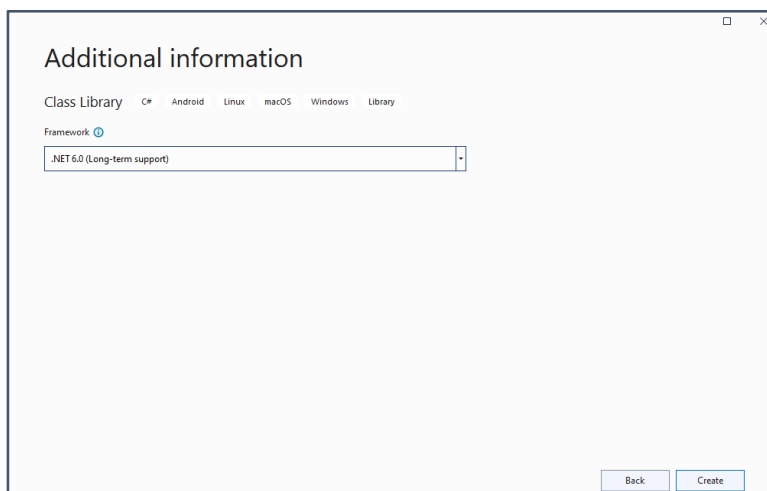 Additional information
Class Library C# Android Linux macOS Windows Library
Framework
.NET 6.0 (Long-term support)
Back Create